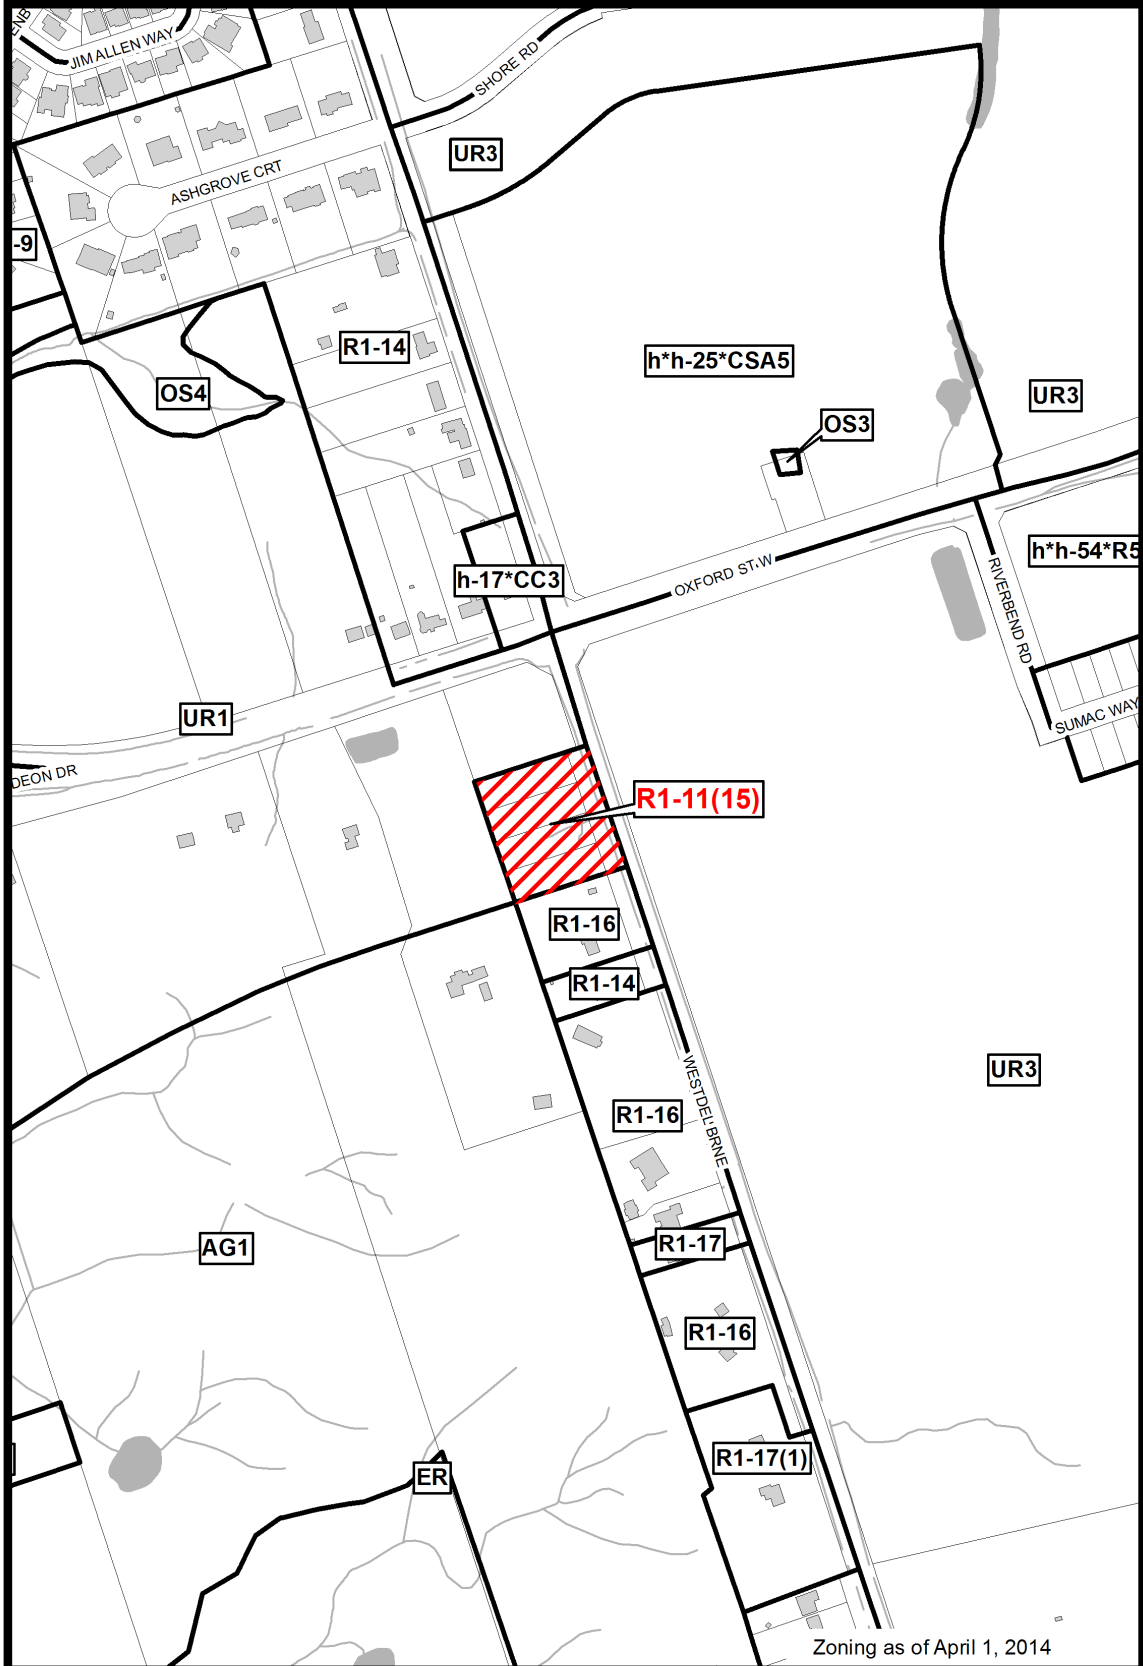 ENB
JIM ALLEN WAY
SHORE RD
UR3
ASHGROVE CRT
-9
R1-14
h*h-25*CSA5
OS4
UR3
OS3
h*h-54*R5
h-17*CC3
OXFORD ST.W
RIVERBEND RD
UR1
SUMAC WAY
DEON DR
R1-11(15)
R1-16
R1-14
WESTDEL BRNE
UR3
R1-16
R1-17
AG1
R1-16
R1-17(1)
ER
Zoning as of April 1, 2014